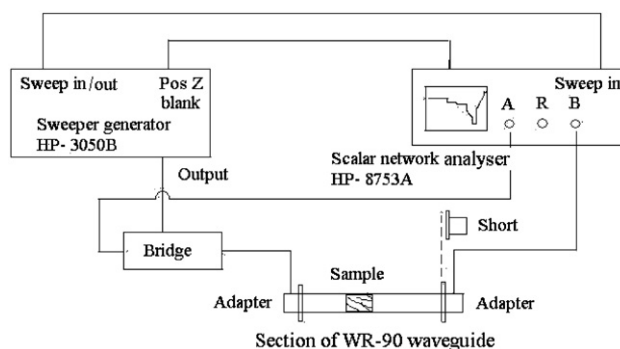 Sweep in/out
Pos Z
blank
Sweeper generator
HP- 3050B
Output
Sweep in
A R B
Scalar network analyser
HP- 8753A
Bridge
Short
Sample
Adapter
Adapter
Section of WR-90 waveguide